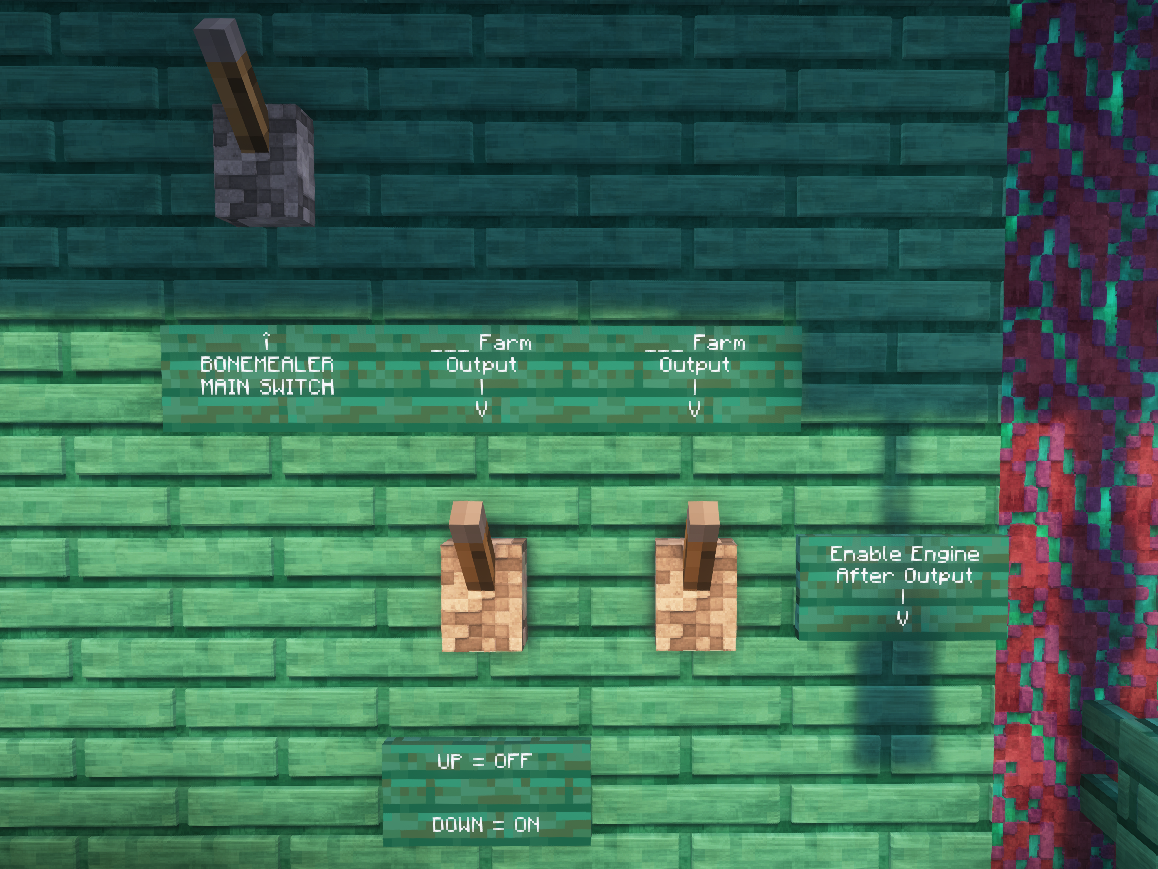 ^
|
BONEMEALER
MAIN SWITCH
___ Farm
Output
|
V
___ Farm
Output
|
V
Enable Engine
After Output
|
V
UP = OFF
DOWN = ON